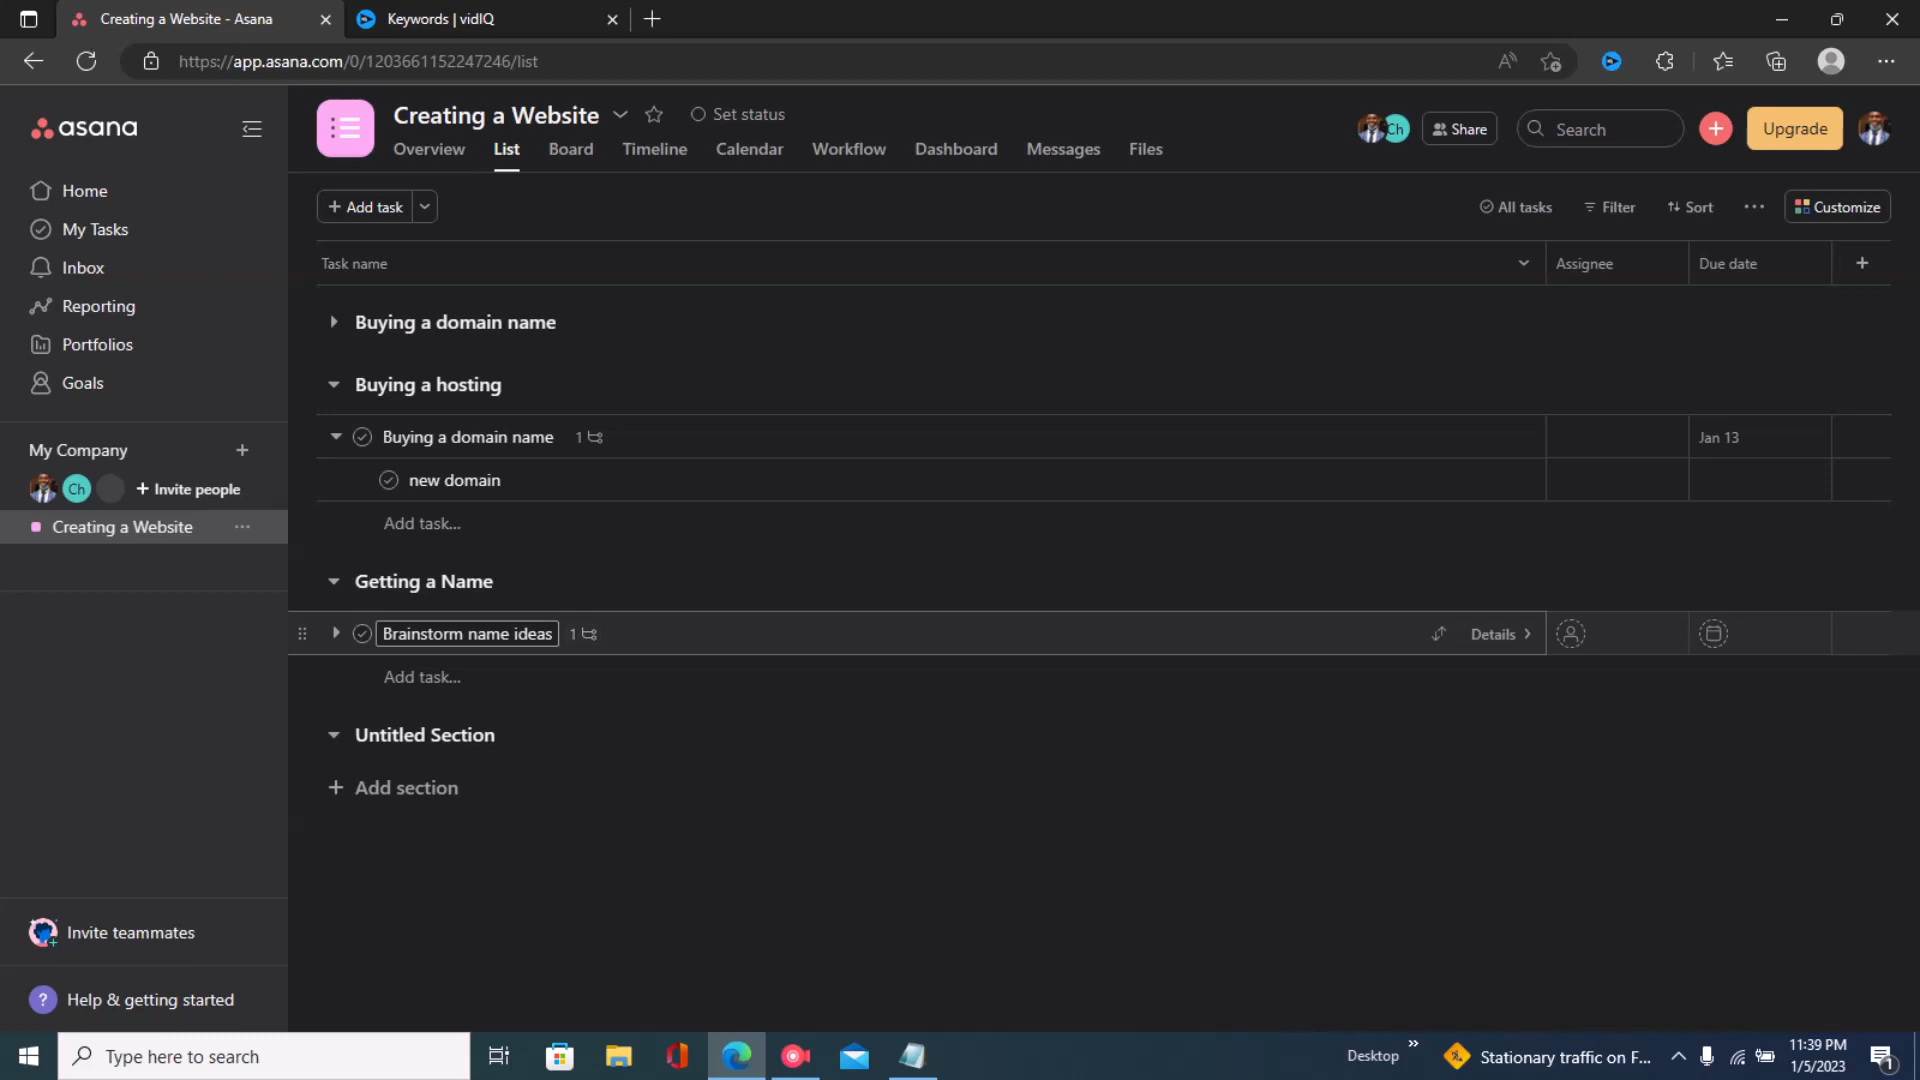 Creating a Website - Asana
Keywords | vidIQ
https://app.asana.com/0/1203661152247246/list
asana
Creating a Website
Set status
Ch
Share
Search
Upgrade
Overview
List
Board
Timeline
Calendar
Workflow
Dashboard
Messages
Files
Home
My Tasks
Inbox
Reporting
Portfolios
Goals
My Company
Ch
+ Invite people
Creating a Website
Invite teammates
? Help & getting started
+ Add task
All tasks
Filter
Sort
Customize
Task name
Assignee
Due date
Buying a domain name
Buying a hosting
Buying a domain name 1
Jan 13
new domain
Add task...
Getting a Name
Brainstorm name ideas 1
Details
Add task...
Untitled Section
+ Add section
Type here to search
Desktop
Stationary traffic on F...
11:39 PM
1/5/2023
1